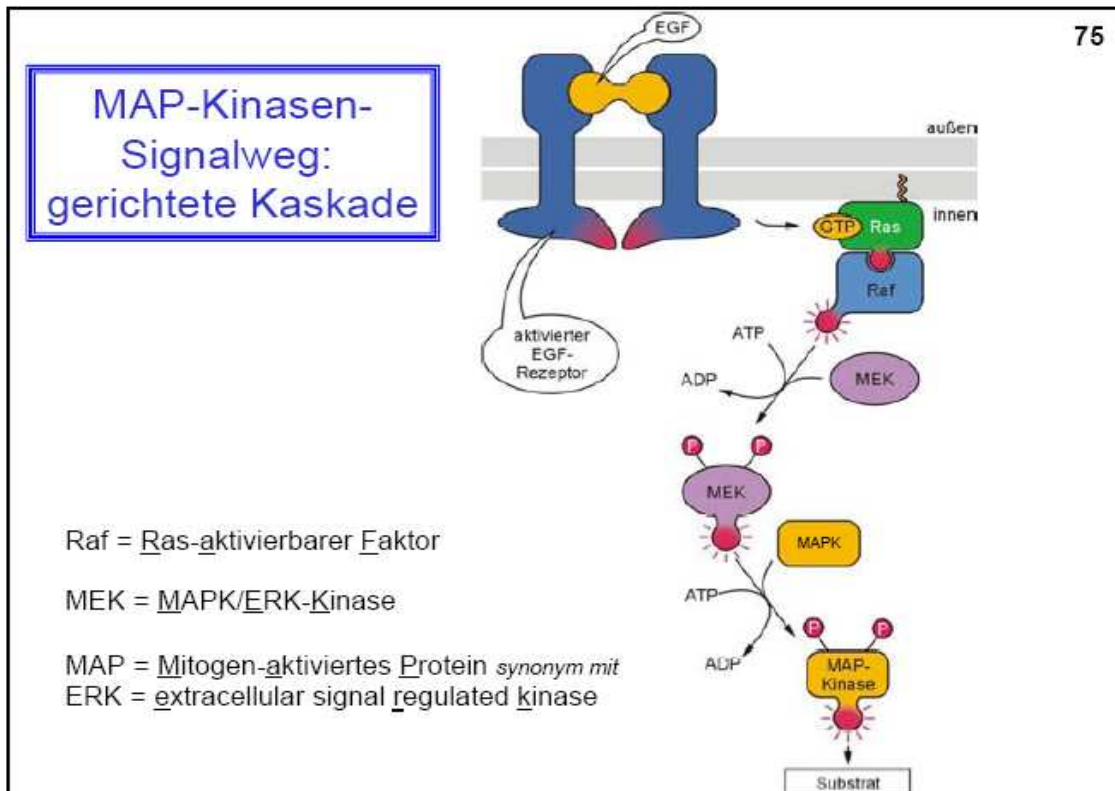 75
MAP-Kinasen-
Signalweg:
gerichtete Kaskade
EGF
außen
innen
GTP
Ras
Raf
aktivierter
EGF-
Rezeptor
ATP
ADP
MEK
P
P
MEK
MAPK
ATP
ADP
P
P
MAP-
Kinase
Substrat
Raf = Ras-aktivierbarer Faktor
MEK = MAPK/ERK-Kinase
MAP = Mitogen-aktiviertes Protein synonym mit
ERK = extracellular signal regulated kinase